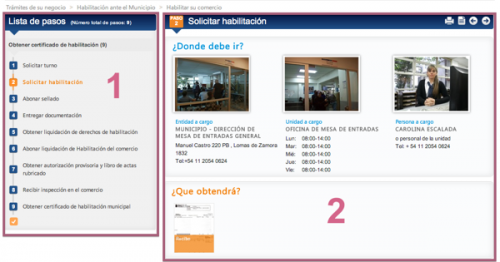 Trámites de su negocio > Habilitación ante el Municipio > Habilitar su comercio
Lista de pasos (Número total de pasos: 9)
Obtener certificado de habilitación (9)
1 Solicitar turno
2 Solicitar habilitación
3 Abonar sellado
4 Entregar documentación
5 Obtener liquidación de derechos de habilitación
6 Abonar liquidación de Habilitación del comercio
7 Obtener autorización provisoria y libro de actas
rubricado
8 Recibir inspección en el comercio
9 Obtener certificado de habilitación municipal
1
PASO
2
Solicitar habilitación
¿Donde debe ir?
Entidad a cargo
MUNICIPIO - DIRECCIÓN DE
MESA DE ENTRADAS GENERAL
Manuel Castro 220 PB , Lomas de Zamora
1832
Tel:+54 11 2054 0624
Unidad a cargo
OFICINA DE MESA DE ENTRADAS
Lun: 08:00-14:00
Mar: 08:00-14:00
Mié: 08:00-14:00
Jue: 08:00-14:00
Vie: 08:00-14:00
Persona a cargo
CAROLINA ESCALADA
o personal de la unidad
Tel: + 54 11 2054 0624
¿Que obtendrá?
2